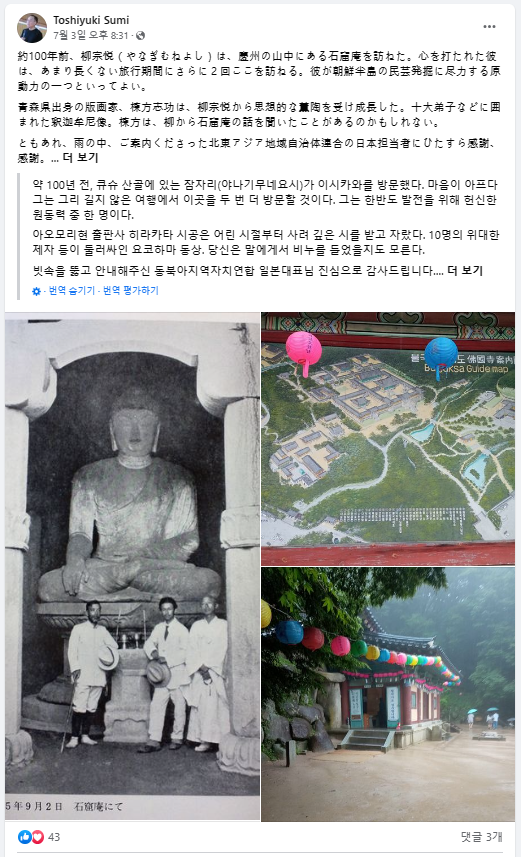 Toshiyuki Sumi
7월 3일 오후 8:31 ·
約100年前、柳宗悦（やなぎむねよし）は、慶州の山中にある石窟庵を訪ねた。心を打たれた彼
は、あまり長くない旅行期間にさらに２回ここを訪ねる。彼が朝鮮半島の民芸発掘に尽力する原
動力の一つといってよい。
青森県出身の版画家、棟方志功は、柳宗悦から思想的な薫陶を受け成長した。十大弟子などに囲
まれた釈迦牟尼像。棟方は、柳から石窟庵の話を聞いたことがあるのかもしれない。
ともあれ、雨の中、ご案内くださった北東アジア地域自治体連合の日本担当者にひたすら感謝、
感謝。... 더 보기
약 100년 전, 큐슈 산골에 있는 잠자리(야나기무네요시)가 이시카와를 방문했다. 마음이 아프다
그는 그리 길지 않은 여행에서 이곳을 두 번 더 방문할 것이다. 그는 한반도 발전을 위해 헌신한
원동력 중 한 명이다.
아오모리현 출판사 히라카타 시공은 어린 시절부터 사려 깊은 시를 받고 자랐다. 10명의 위대한
제자 등이 둘러싸인 요코하마 동상. 당신은 말에게서 비누를 들었을지도 모른다.
빗속을 뚫고 안내해주신 동북아지역자치연합 일본대표님 진심으로 감사드립니다.... 더 보기
· 번역 숨기기 · 번역 평가하기
불국 도 佛國寺案內
Bu ksa Guide map
5年９月２日 石窟庵にて
43
댓글 3개